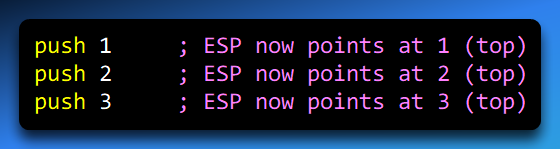 push 1     ; ESP now points at 1 (top)
push 2     ; ESP now points at 2 (top)
push 3     ; ESP now points at 3 (top)